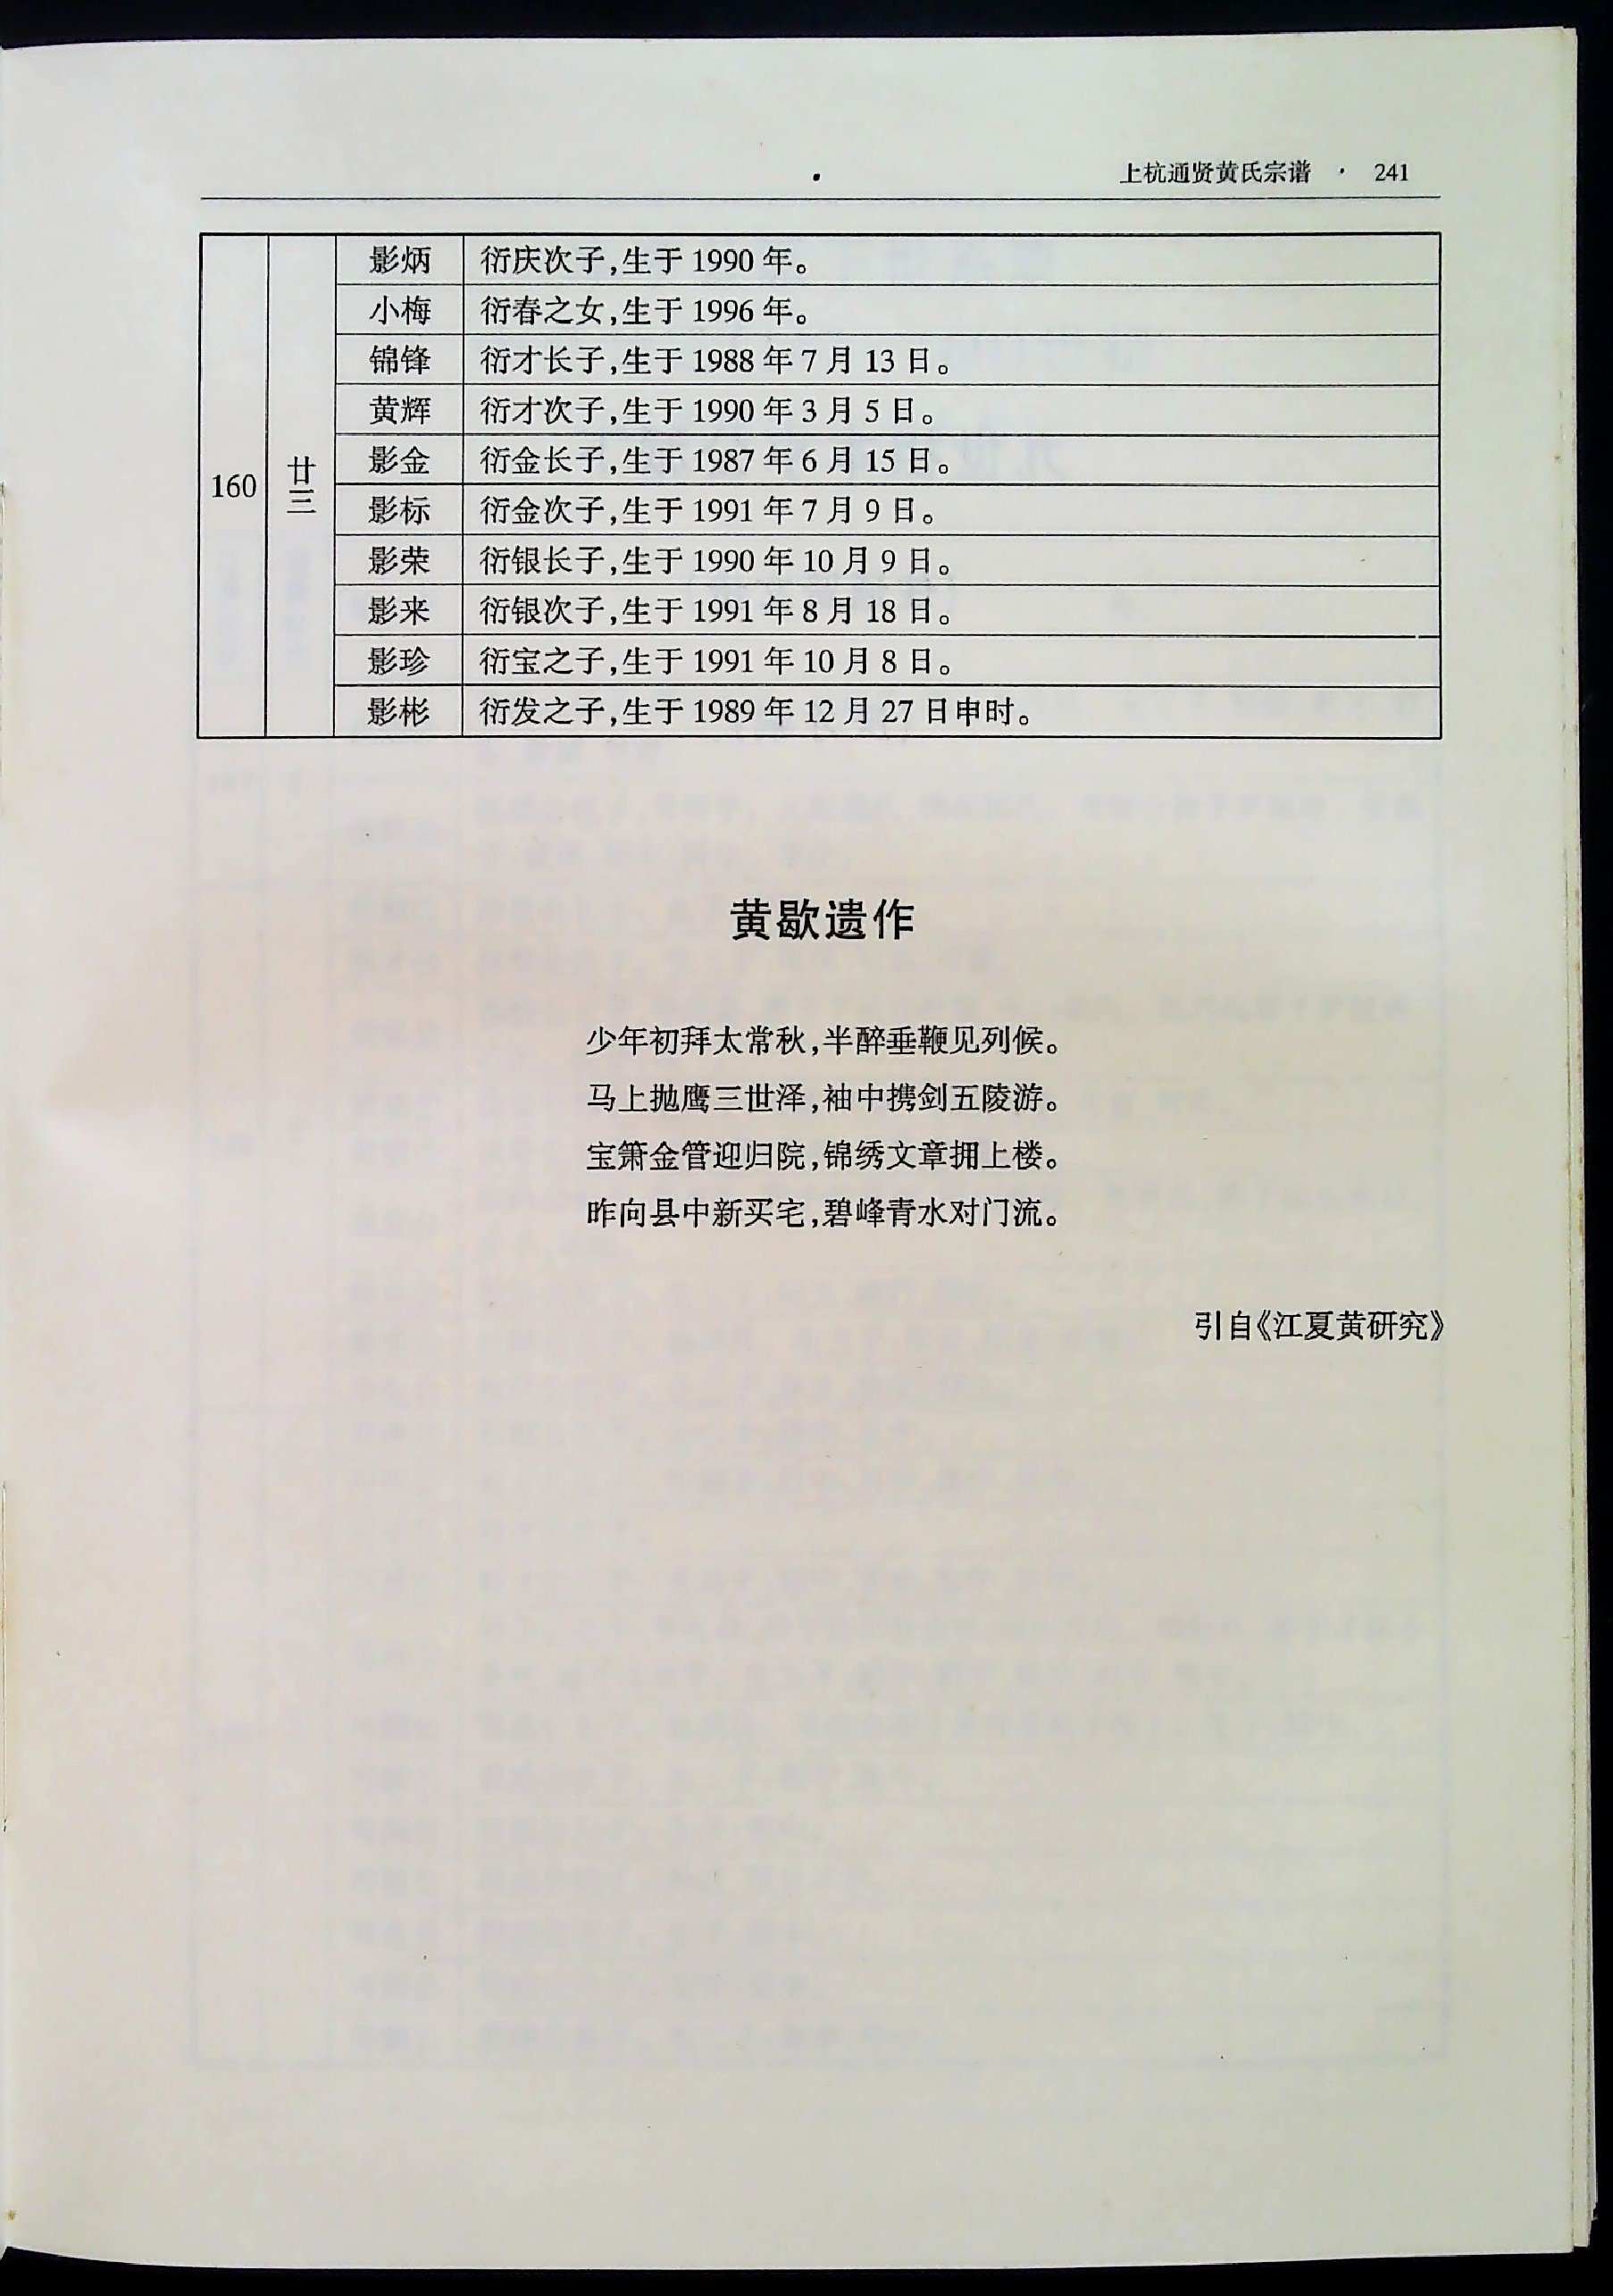 上杭通贤黄氏宗谱 · 241
160 廿三
影炳 衍庆次子,生于 1990 年。
小梅 衍春之女,生于 1996 年。
锦锋 衍才长子,生于 1988 年 7 月 13 日。
黄辉 衍才次子,生于 1990 年 3 月 5 日。
影金 衍金长子,生于 1987 年 6 月 15 日。
影标 衍金次子,生于 1991 年 7 月 9 日。
影荣 衍银长子,生于 1990 年 10 月 9 日。
影来 衍银次子,生于 1991 年 8 月 18 日。
影珍 衍宝之子,生于 1991 年 10 月 8 日。
影彬 衍发之子,生于 1989 年 12 月 27 日申时。
黄歇遗作
少年初拜太常秋,半醉垂鞭见列候。
马上抛鹰三世泽,袖中携剑五陵游。
宝箫金管迎归院,锦绣文章拥上楼。
昨向县中新买宅,碧峰青水对门流。
引自《江夏黄研究》